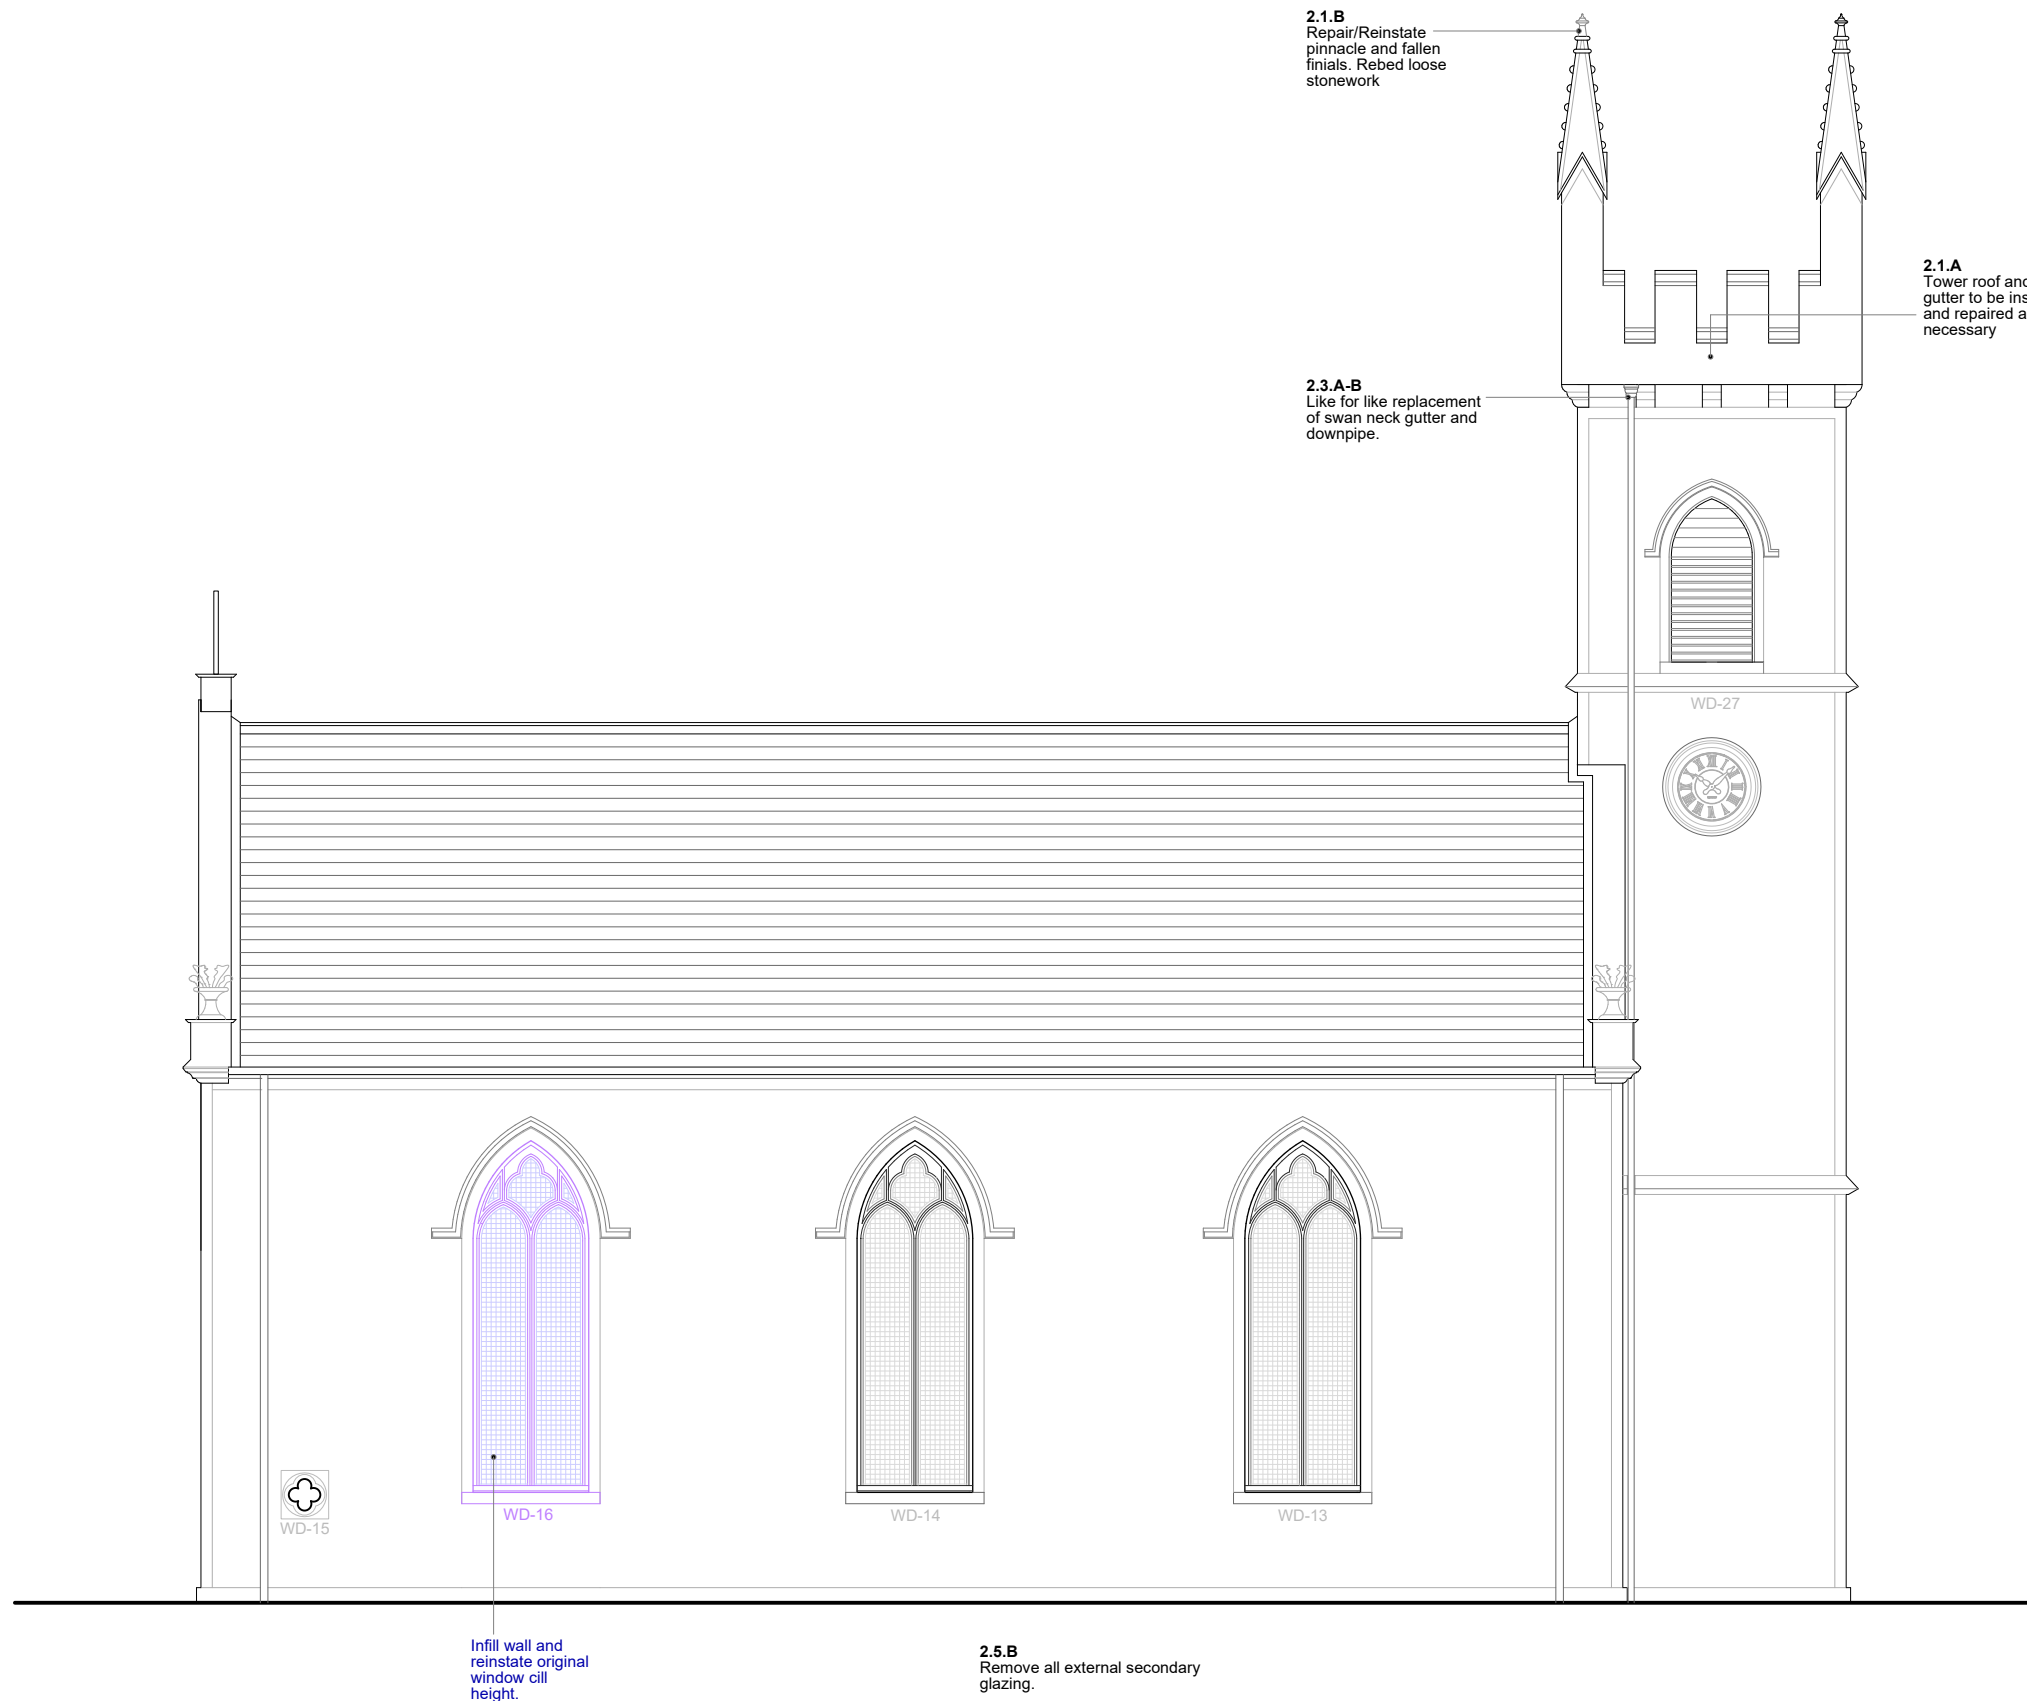 2.1.B
Repair/Reinstate
pinnacle and fallen
finials. Rebed loose
stonework
2.1.A
Tower roof and
gutter to be
and repaired
necessary
2.3.A-B
Like for like replacement
of swan neck gutter and
downpipe.
WD-27
WD-16
WD-14
WD-13
WD-15
Infill wall and
reinstate original
window cill
height.
2.5.B
Remove all external secondary
glazing.